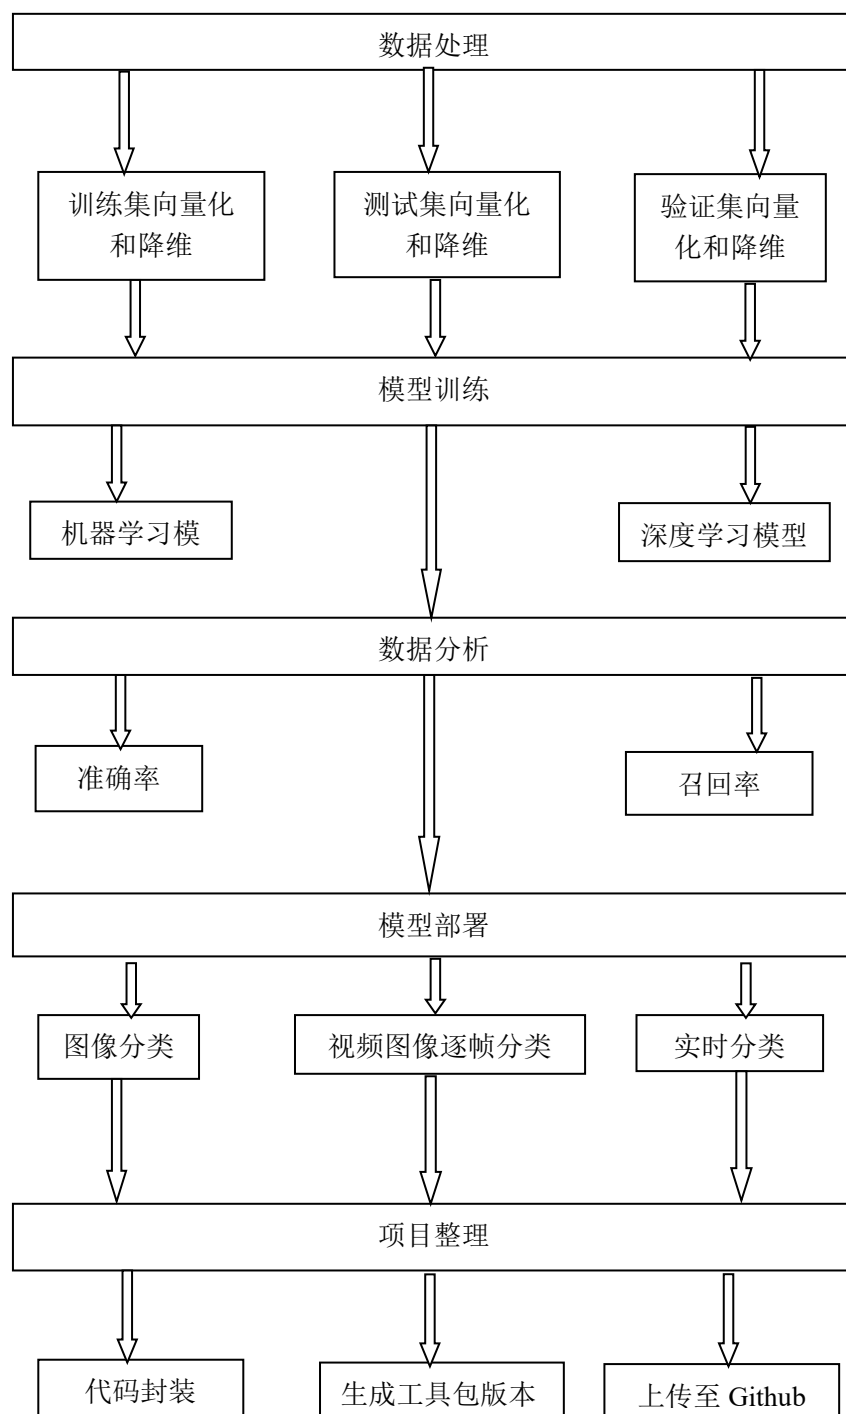 数据处理
训练集向量化
和降维
测试集向量化
和降维
验证集向量
化和降维
模型训练
机器学习模
深度学习模型
数据分析
准确率
召回率
模型部署
图像分类
视频图像逐帧分类
实时分类
项目整理
代码封装
生成工具包版本
上传至 Github